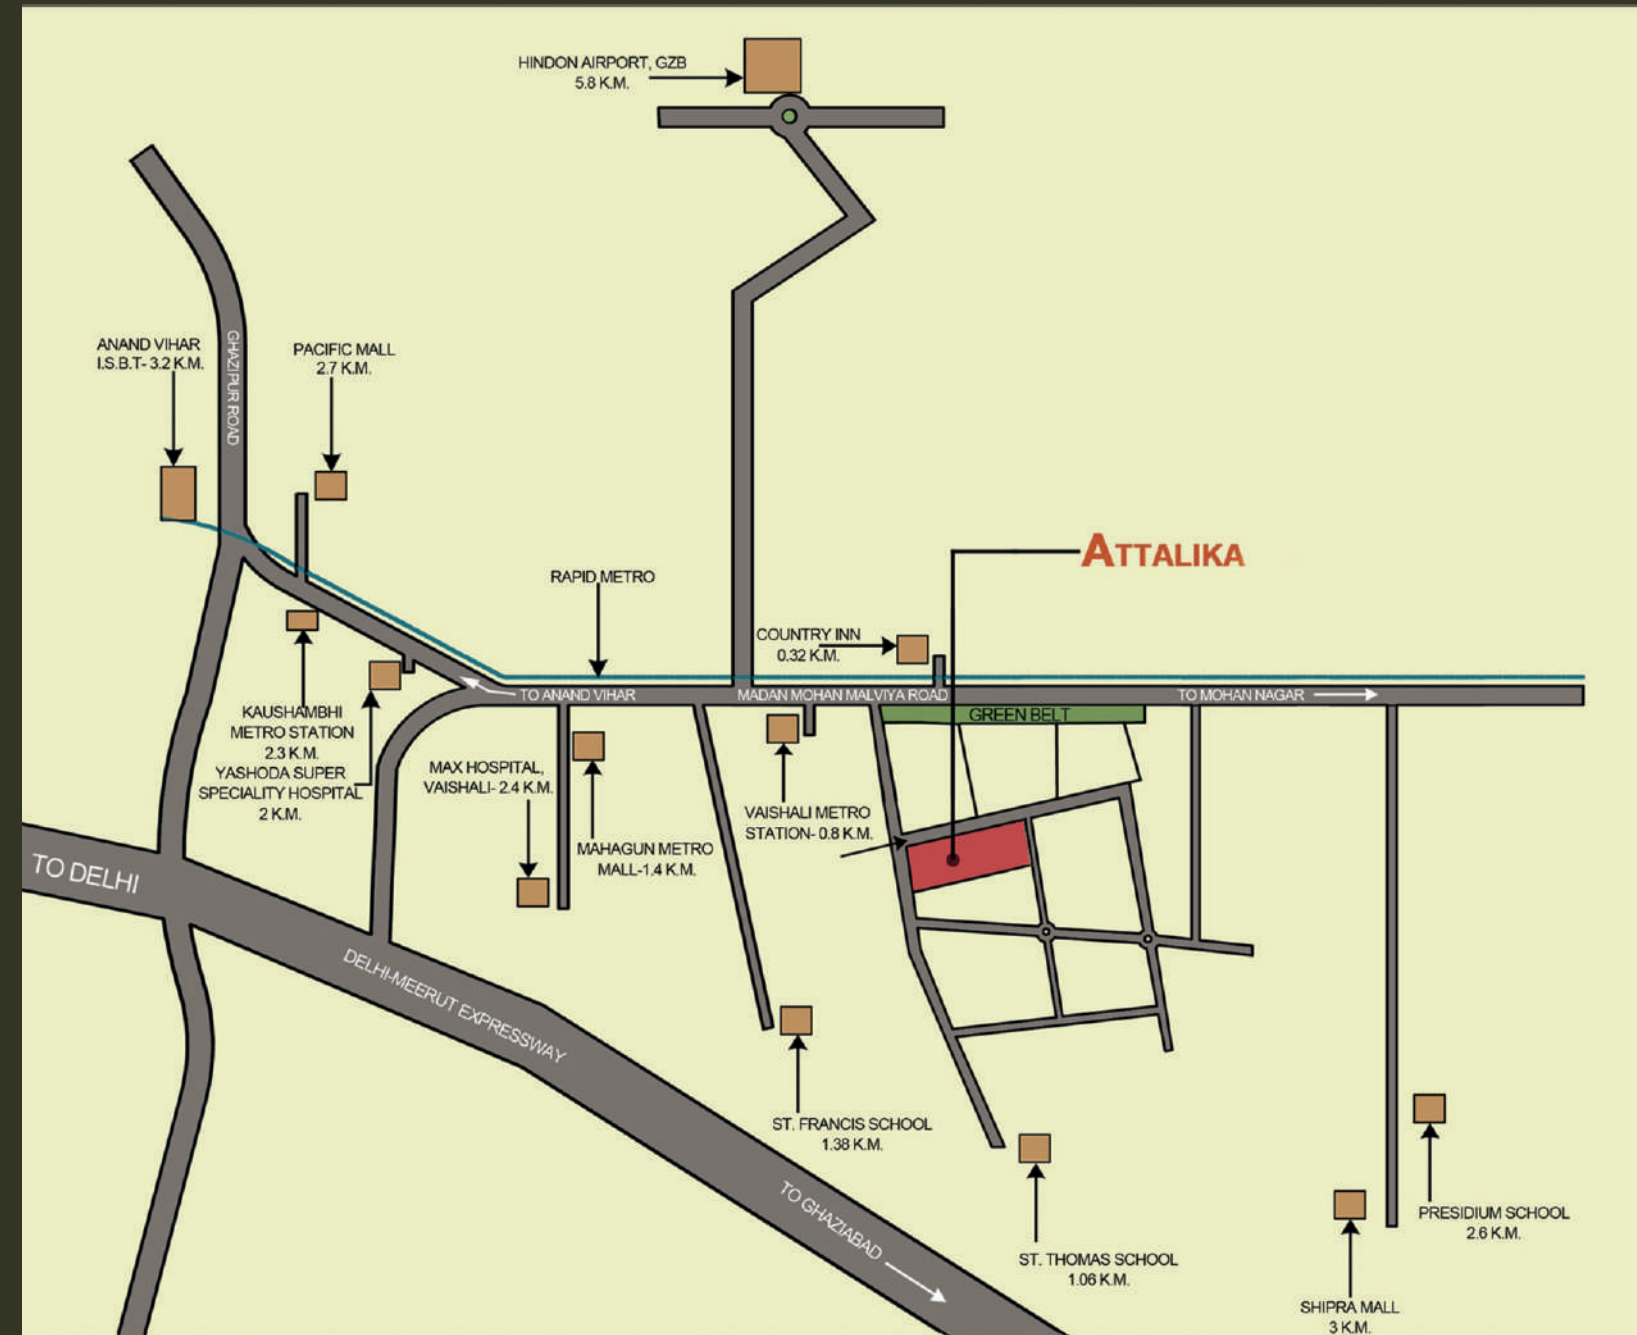 HINDON AIRPORT, GZB
5.8 K.M.
ANAND VIHAR
I.S.B.T- 3.2 K.M.
GHAZIPUR ROAD
PACIFIC MALL
2.7 K.M.
ATTALIKA
RAPID METRO
COUNTRY INN
0.32 K.M.
TO ANAND VIHAR
MADAN MOHAN MALVIYA ROAD
TO MOHAN NAGAR
GREEN BELT
KAUSHAMBHI
METRO STATION
2.3 K.M.
YASHODA SUPER
SPECIALITY HOSPITAL
2 K.M.
MAX HOSPITAL,
VAISHALI- 2.4 K.M.
MAHAGUN METRO
MALL-1.4 K.M.
VAISHALI METRO
STATION- 0.8 K.M.
TO DELHI
DELHI-MEERUT EXPRESSWAY
ST. FRANCIS SCHOOL
1.38 K.M.
TO GHAZIABAD
ST. THOMAS SCHOOL
1.06 K.M.
PRESIDIUM SCHOOL
2.6 K.M.
SHIPRA MALL
3 K.M.